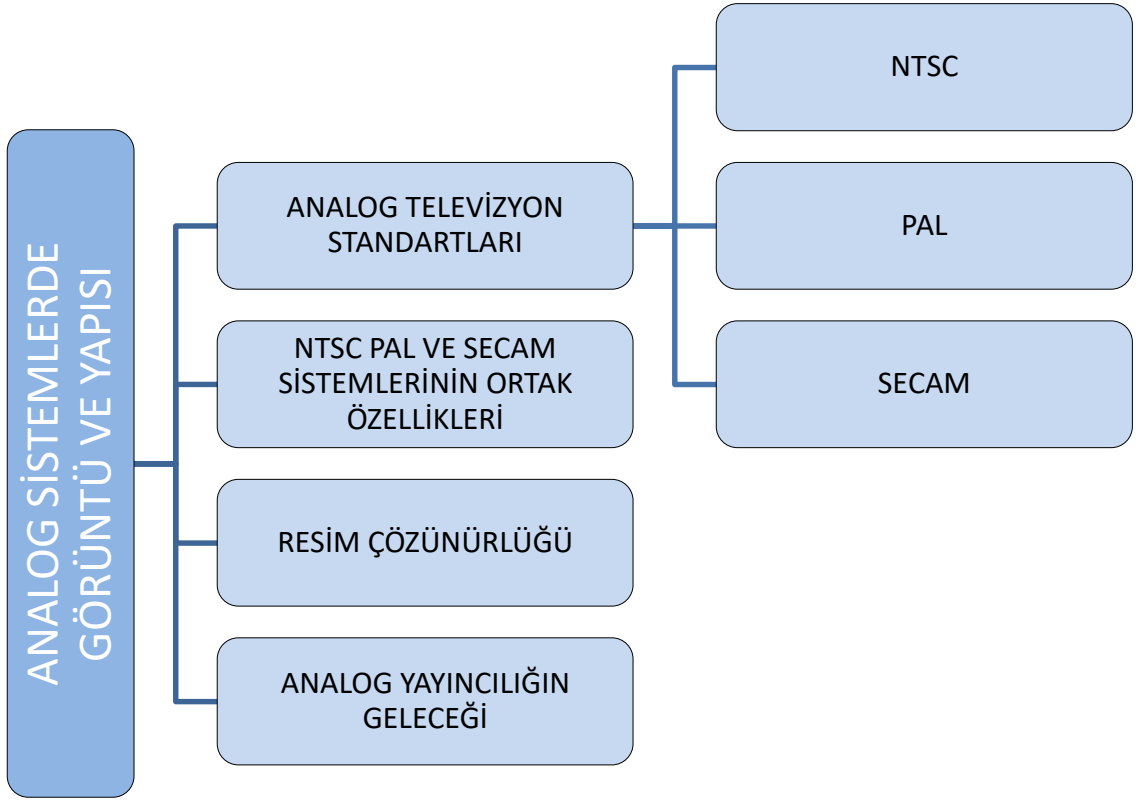 ANALOG SİSTEMLERDE
GÖRÜNTÜ VE YAPISI
ANALOG TELEVİZYON
STANDARTLARI
NTSC
PAL
SECAM
NTSC PAL VE SECAM
SİSTEMLERİNİN ORTAK
ÖZELLİKLERİ
RESİM ÇÖZÜNÜRLÜĞÜ
ANALOG YAYINCILIĞIN
GELECEĞİ